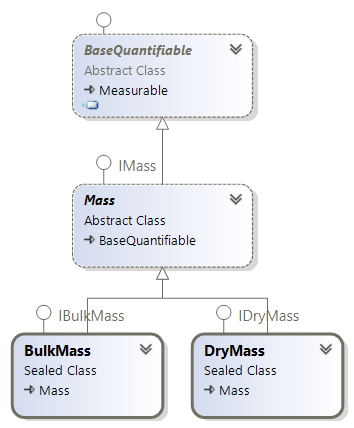 BaseQuantifiable
Abstract Class
Measurable
IMass
Mass
Abstract Class
BaseQuantifiable
IBulkMass
IDryMass
BulkMass
Sealed Class
Mass
DryMass
Sealed Class
Mass